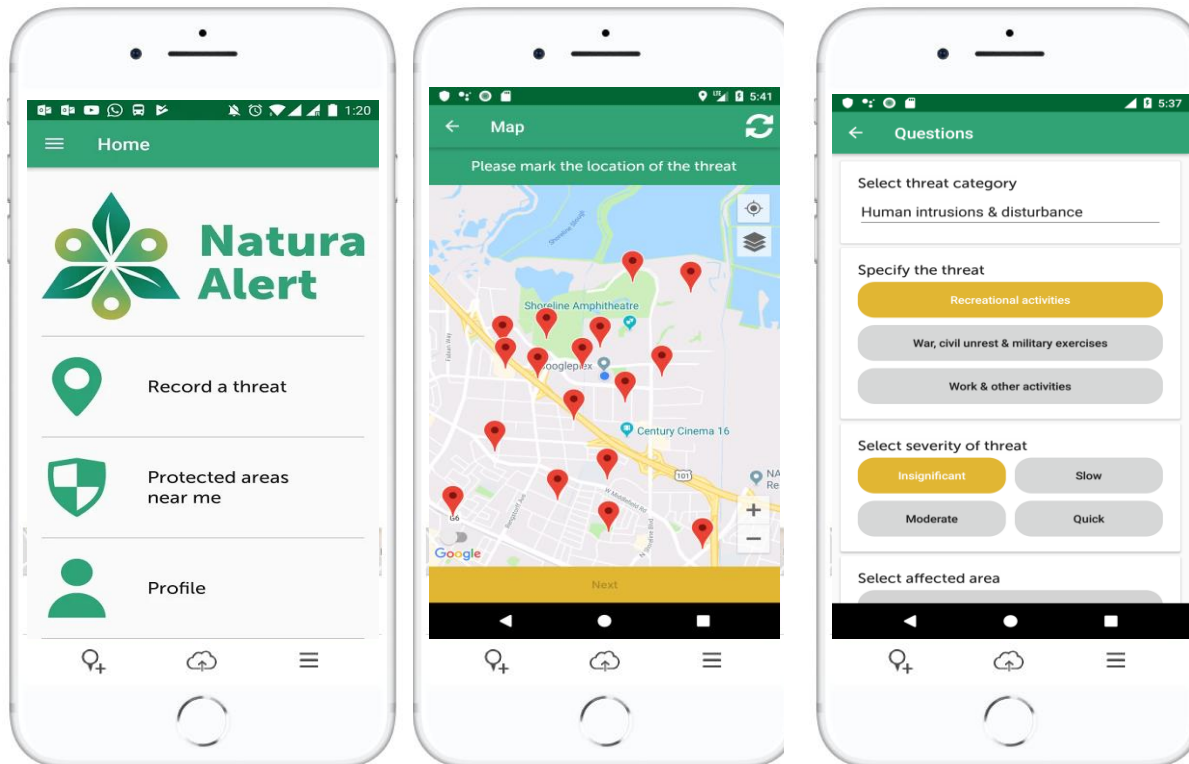 1:20
Home
Natura
Alert
Record a threat
Protected areas
near me
Profile
5:41
Map
Please mark the location of the threat
Shoreline Amphitheatre
Century Cinema 16
101
NA
Re
G6
Google
Next
5:37
Questions
Select threat category
Human intrusions & disturbance
Specify the threat
Recreational activities
War, civil unrest & military exercises
Work & other activities
Select severity of threat
Insignificant
Slow
Moderate
Quick
Select affected area